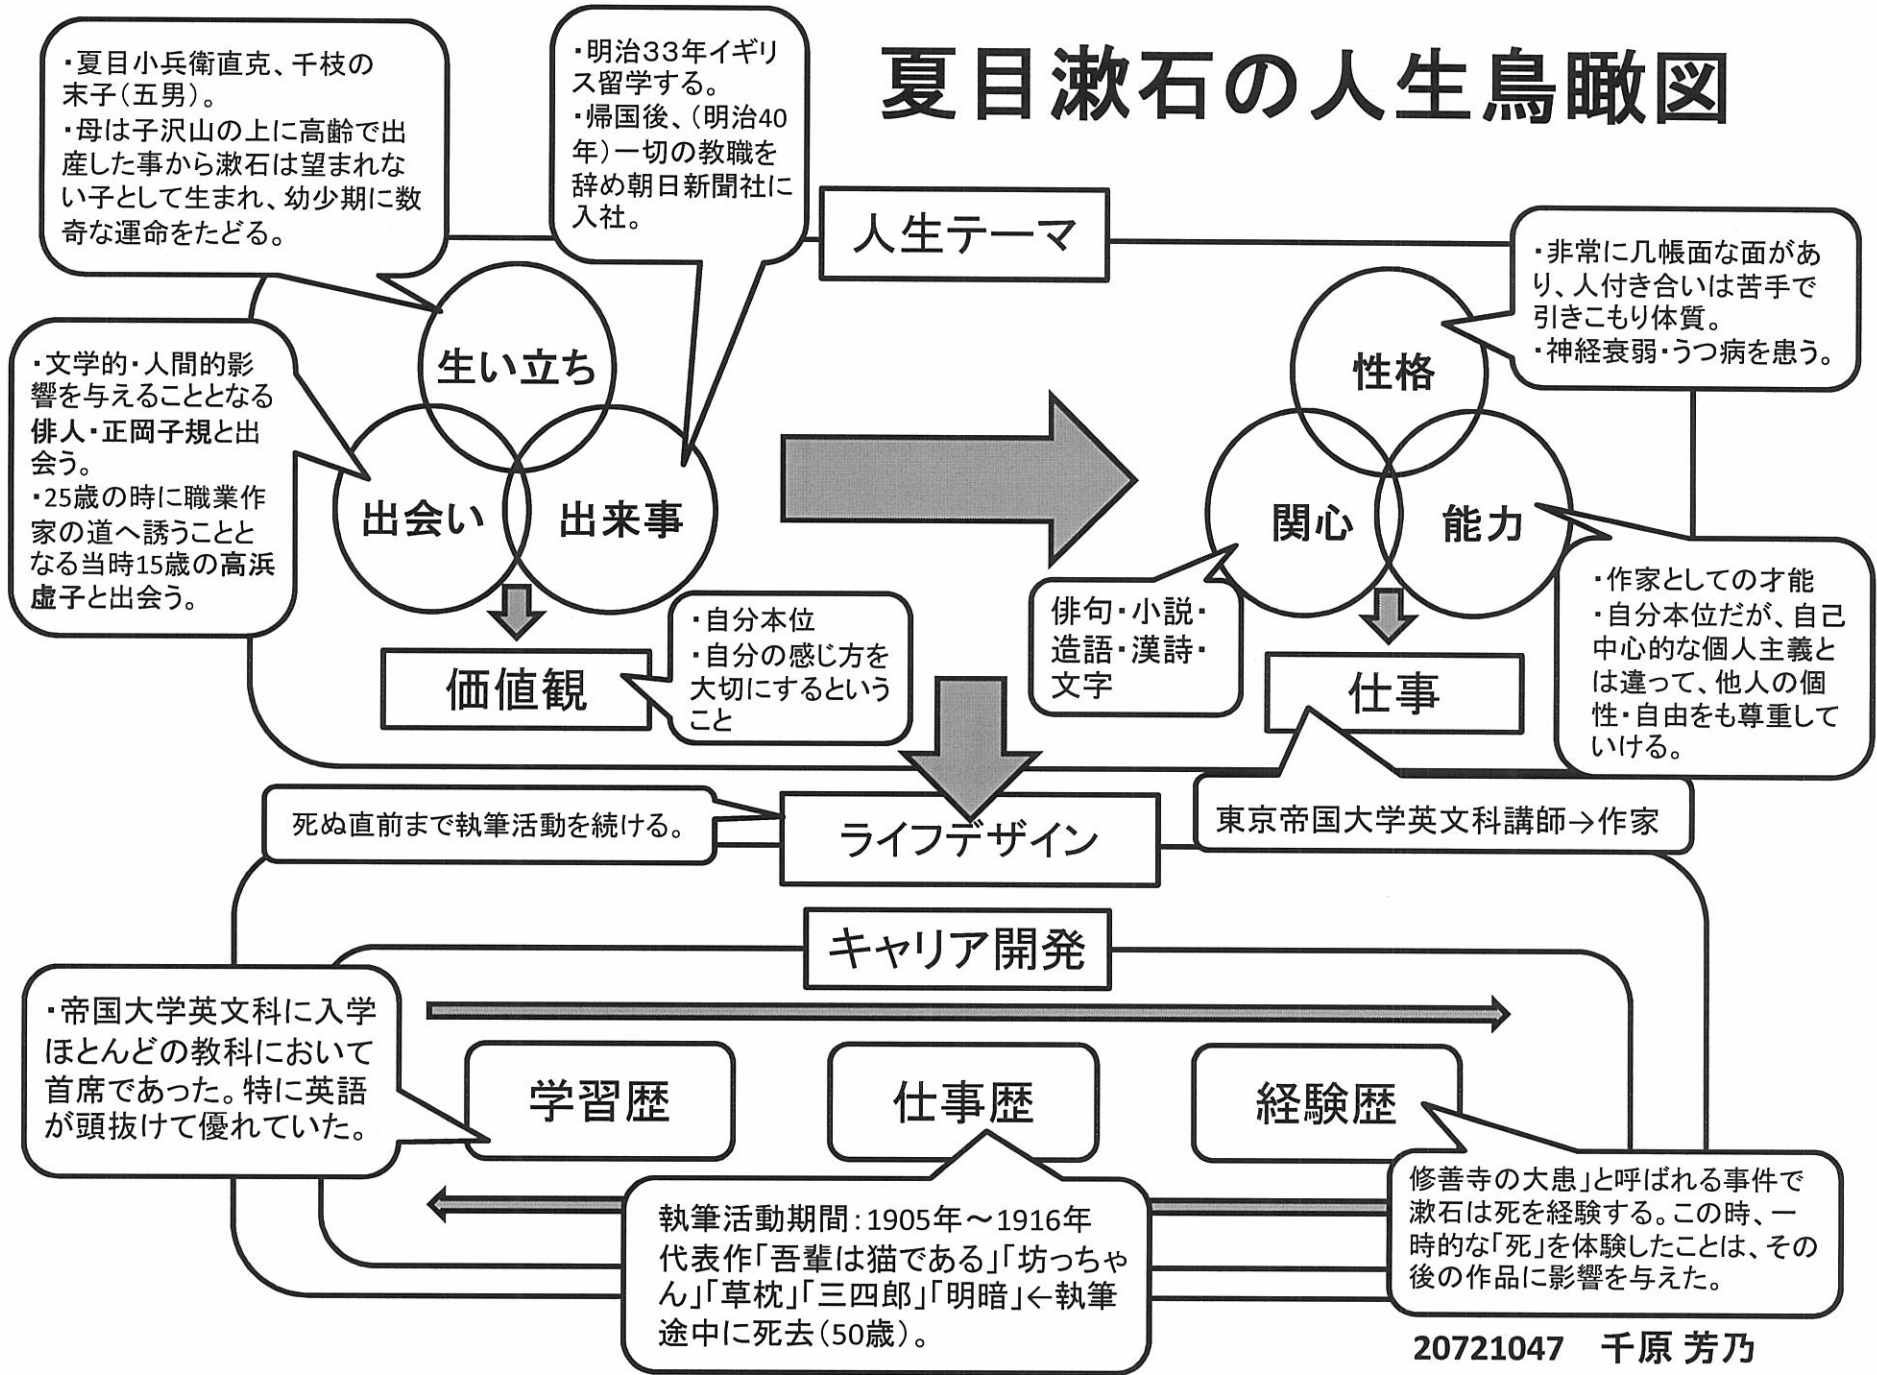 夏目漱石の人生鳥瞰図
・夏目小兵衛直克、千枝の
末子(五男)。
・母は子沢山の上に高齢で出
産した事から漱石は望まれな
い子として生まれ、幼少期に数
奇な運命をたどる。
・明治33年イギリ
ス留学する。
・帰国後、(明治40
年)一切の教職を
辞め朝日新聞社に
入社。
人生テーマ
・非常に几帳面な面があ
り、人付き合いは苦手で
引きこもり体質。
・神経衰弱・うつ病を患う。
・文学的・人間的影
響を与えることとなる
俳人・正岡子規と出
会う。
・25歳の時に職業作
家の道へ誘うことと
なる当時15歳の高浜
虚子と出会う。
生い立ち
出会い
出来事
性格
関心
能力
価値観
・自分本位
・自分の感じ方を
大切にするという
こと
俳句・小説・
造語・漢詩・
文字
仕事
・作家としての才能
・自分本位だが、自己
中心的な個人主義と
は違って、他人の個
性・自由をも尊重して
いける。
死ぬ直前まで執筆活動を続ける。
ライフデザイン
東京帝国大学英文科講師→作家
キャリア開発
・帝国大学英文科に入学
ほとんどの教科において
首席であった。特に英語
が頭抜けて優れていた。
学習歴
仕事歴
経験歴
執筆活動期間:1905年～1916年
代表作「吾輩は猫である」「坊っちゃ
ん」「草枕」「三四郎」「明暗」←執筆
途中に死去(50歳)。
修善寺の大患」と呼ばれる事件で
漱石は死を経験する。この時、一
時的な「死」を体験したことは、その
後の作品に影響を与えた。
20721047 千原 芳乃